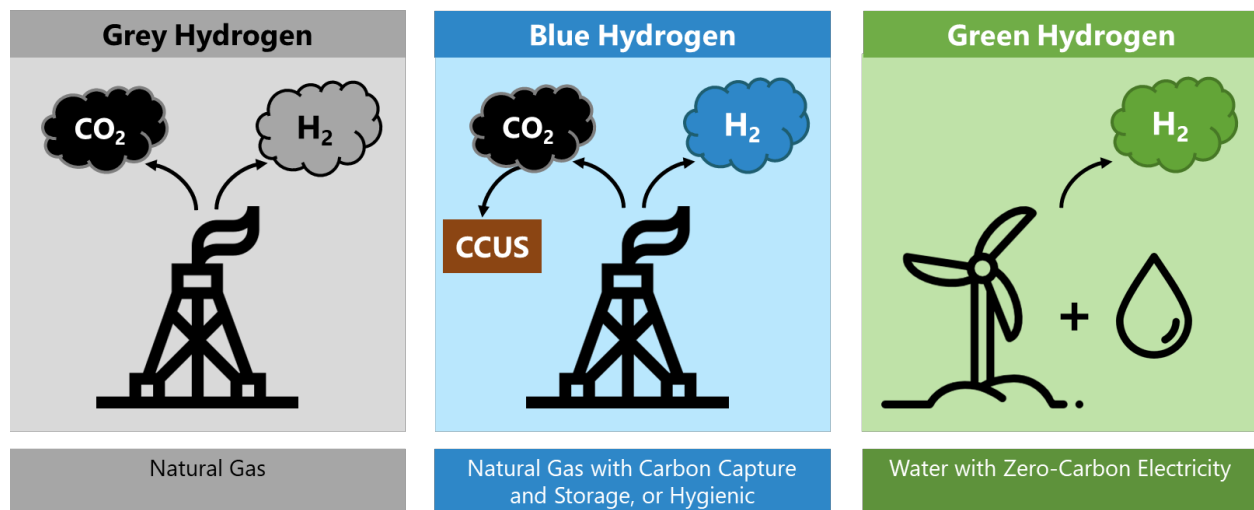 Grey Hydrogen
CO₂
H₂
Natural Gas
Blue Hydrogen
CO₂
H₂
CCUS
Natural Gas with Carbon Capture
and Storage, or Hygienic
Green Hydrogen
H₂
+
Water with Zero-Carbon Electricity